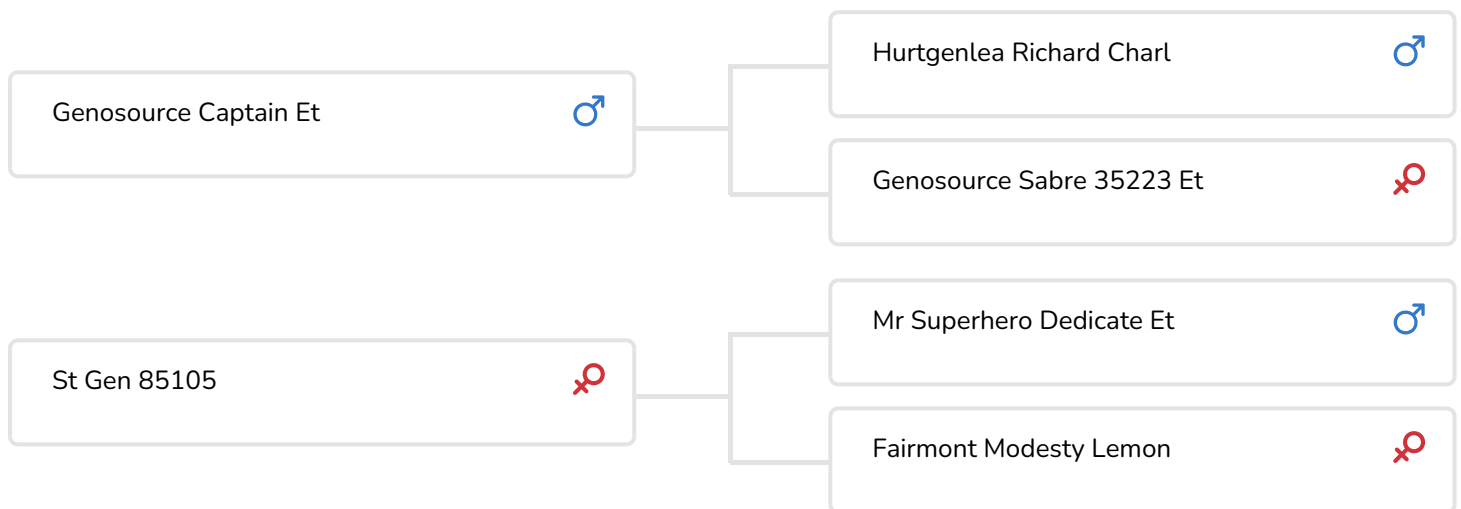 Hurtgenlea Richard Charl
Genosource Captain Et
Genosource Sabre 35223 Et
Mr Superhero Dedicate Et
St Gen 85105
Fairmont Modesty Lemon